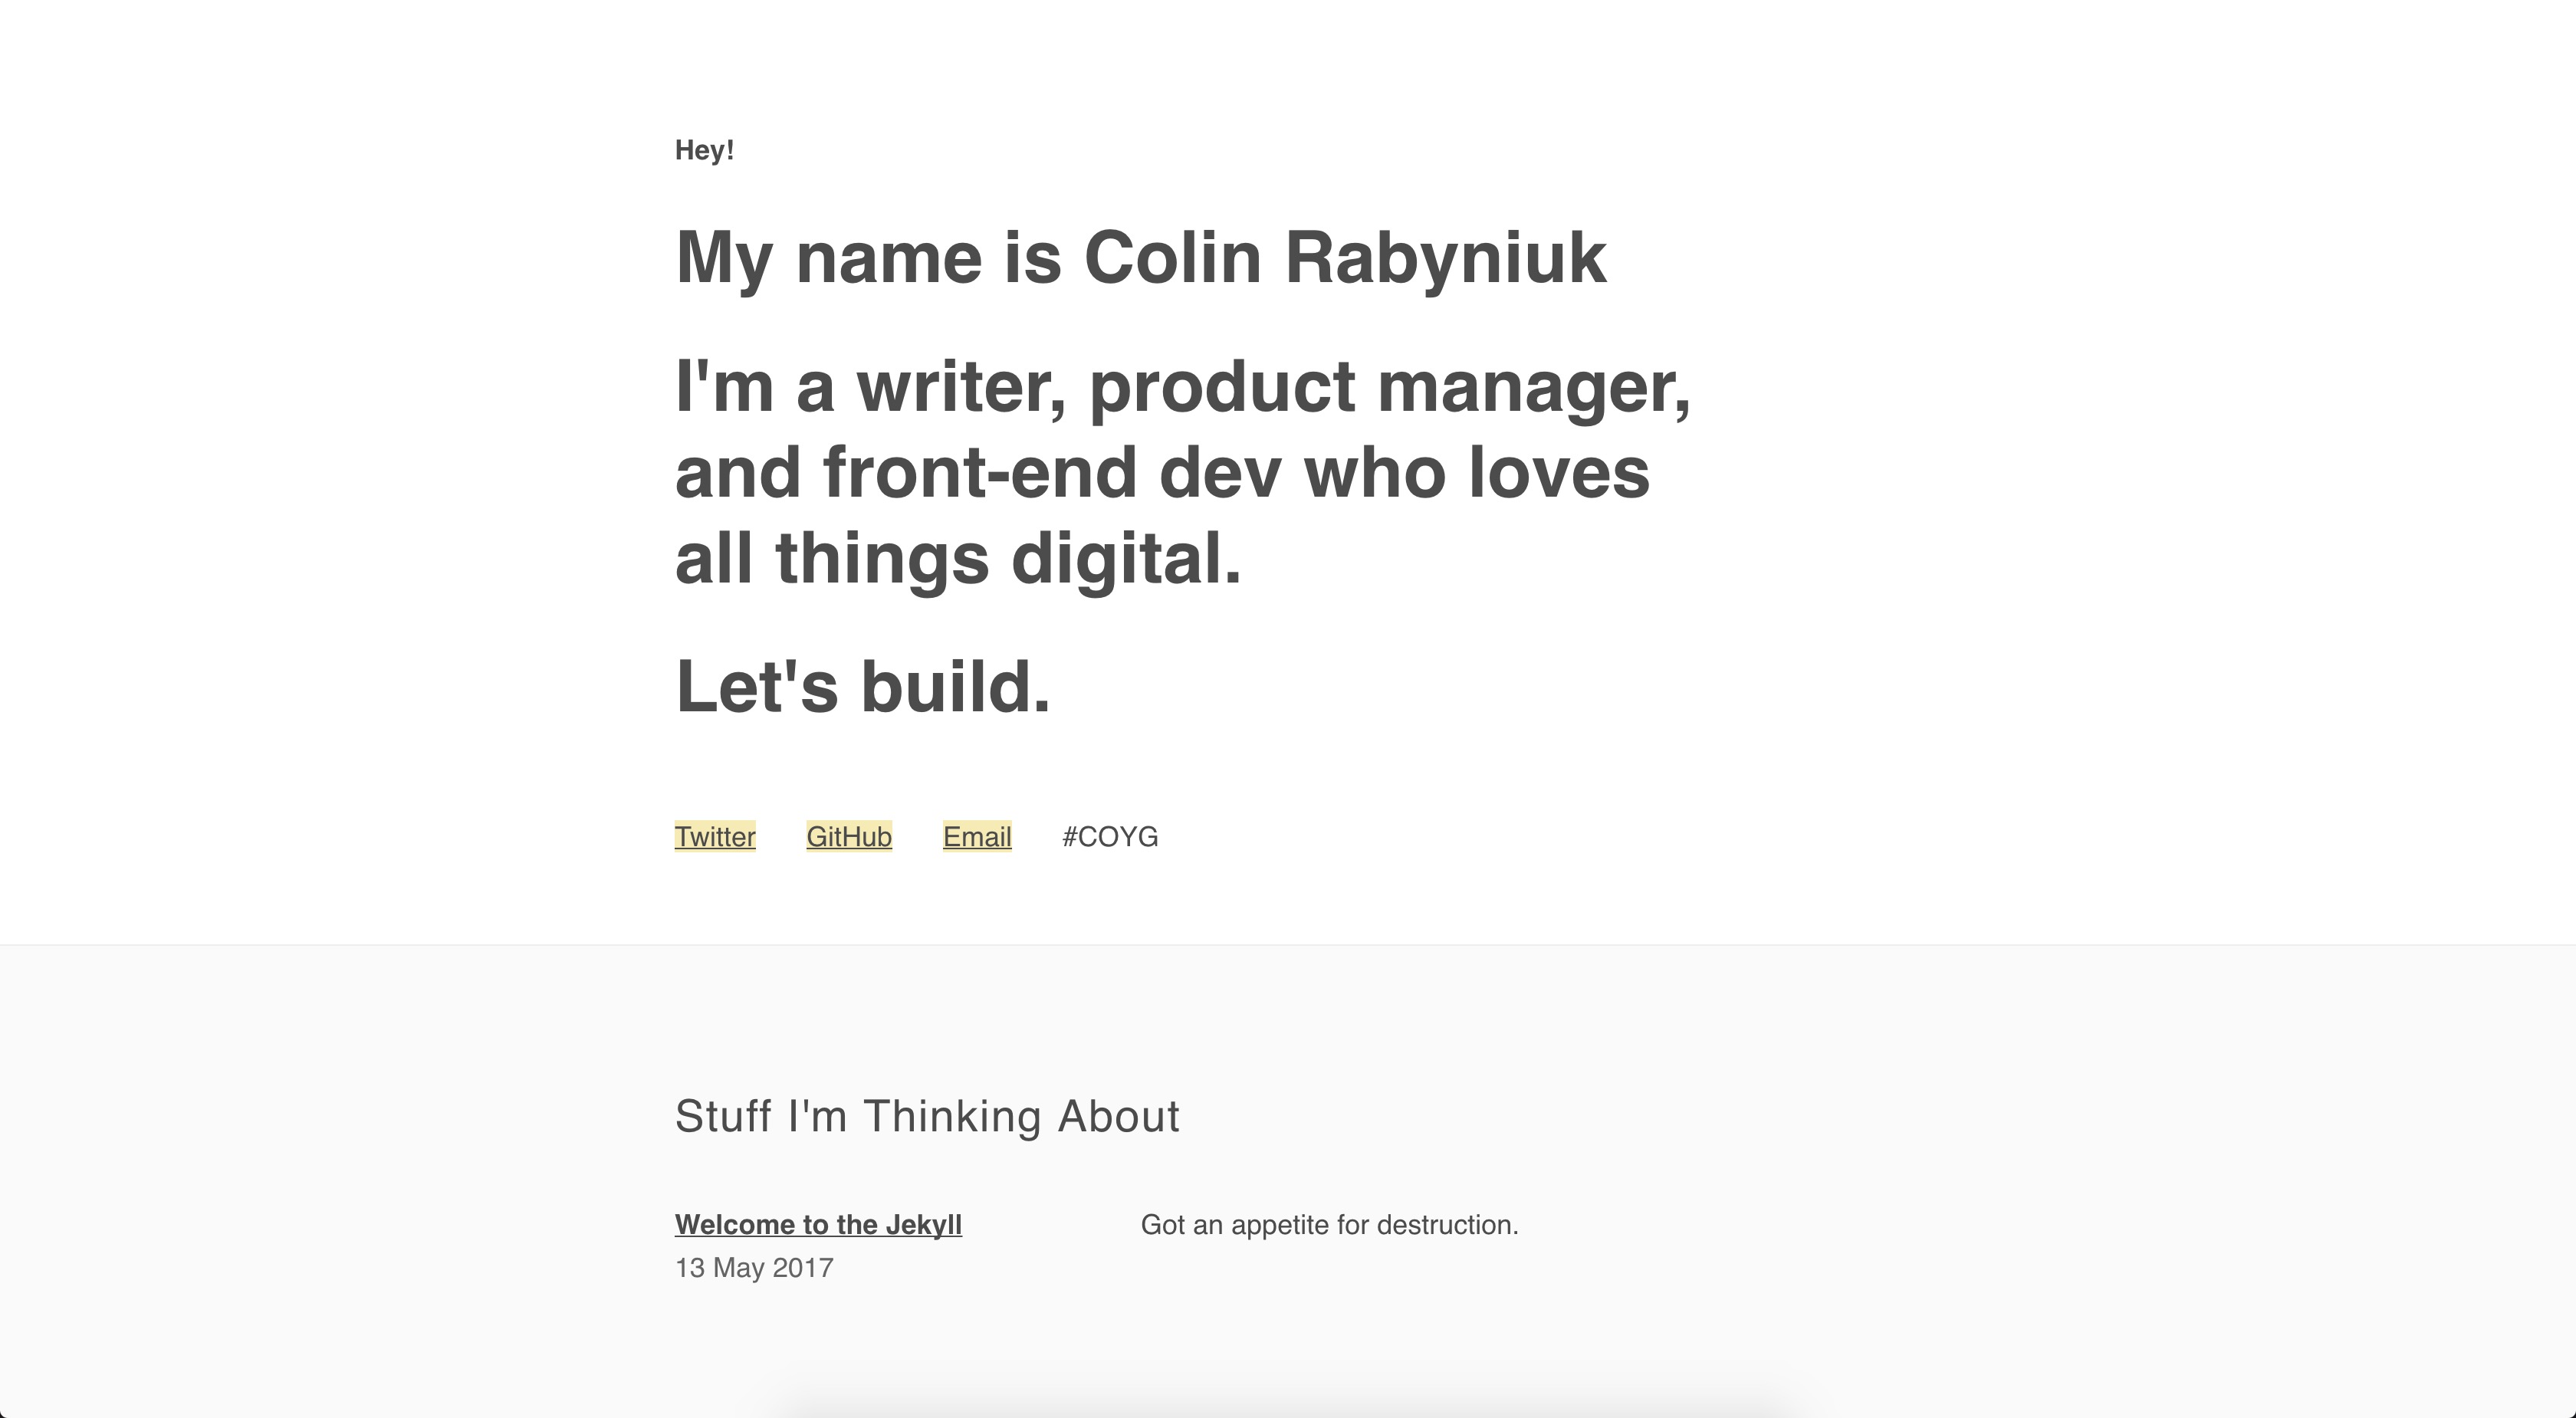 Hey!
My name is Colin Rabyniuk
I'm a writer, product manager,
and front-end dev who loves
all things digital.
Let's build.
Twitter GitHub Email #COYG
Stuff I'm Thinking About
Welcome to the Jekyll Got an appetite for destruction.
13 May 2017